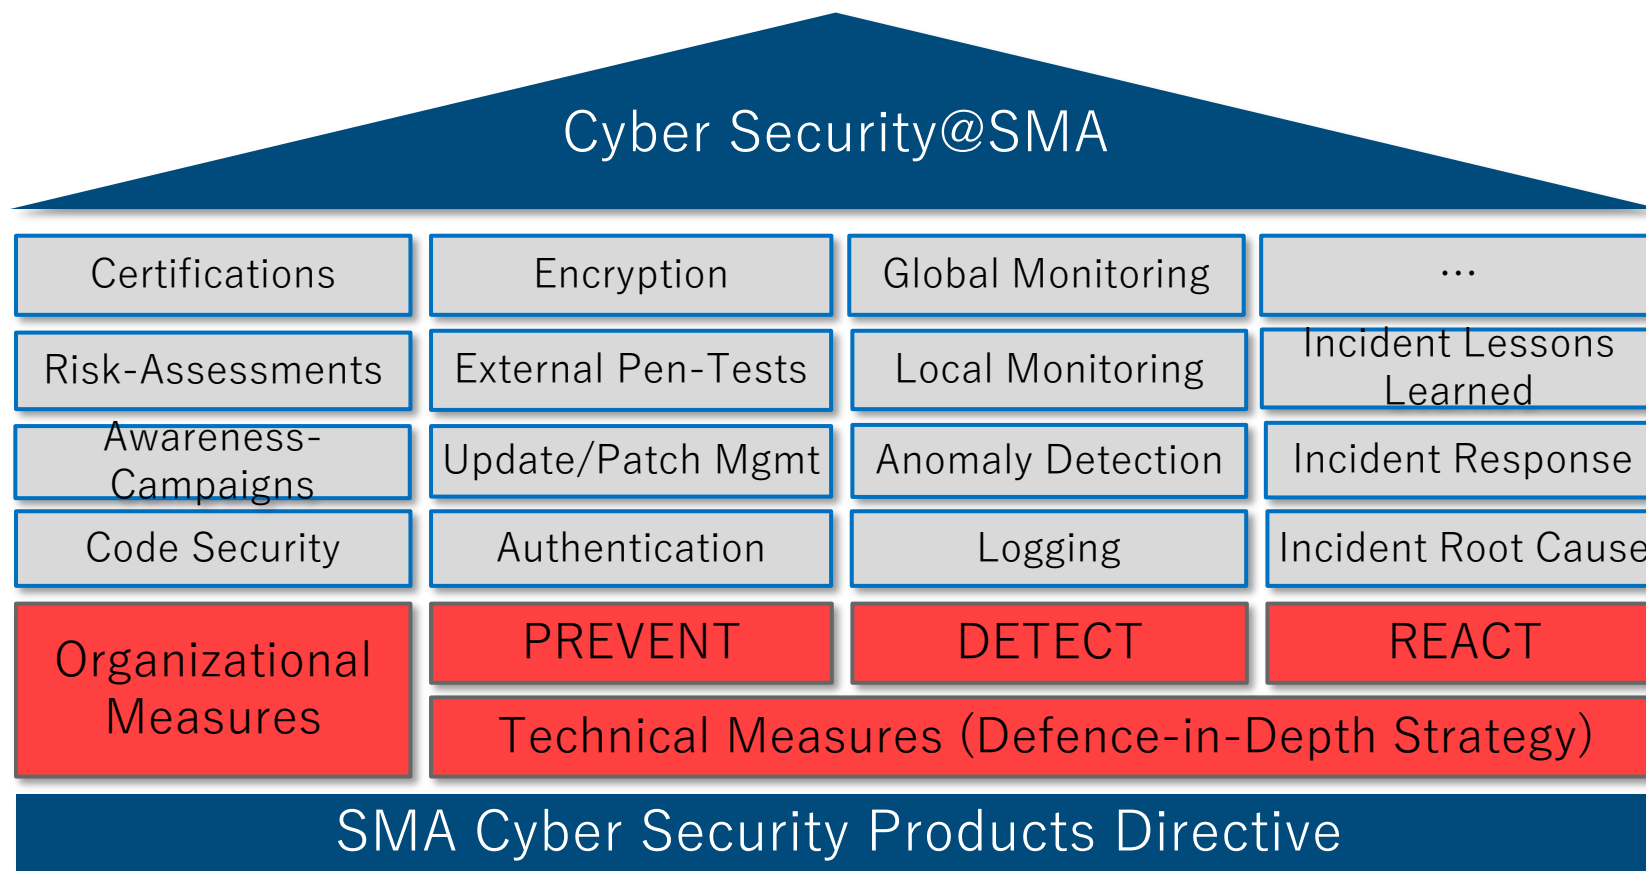 Cyber Security@SMA
Certifications
Encryption
Global Monitoring
...
Risk-Assessments
External Pen-Tests
Local Monitoring
Incident Lessons
Learned
Awareness-
Campaigns
Update/Patch Mgmt
Anomaly Detection
Incident Response
Code Security
Authentication
Logging
Incident Root Cause
Organizational
Measures
PREVENT
DETECT
REACT
Technical Measures (Defence-in-Depth Strategy)
SMA Cyber Security Products Directive